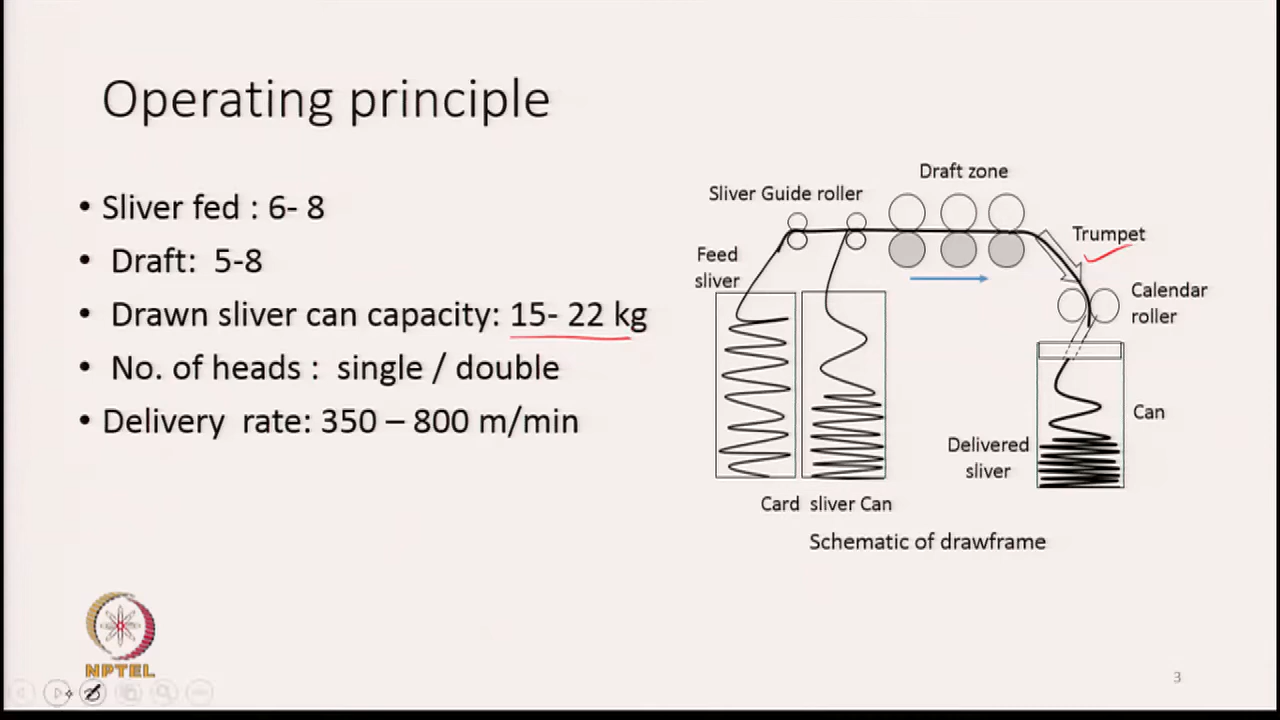 Operating principle
• Sliver fed : 6- 8
• Draft: 5-8
• Drawn sliver can capacity: 15- 22 kg
• No. of heads : single / double
• Delivery rate: 350 – 800 m/min
Draft zone
Sliver Guide roller
Trumpet
Feed
sliver
Calendar
roller
Can
Delivered
sliver
Card sliver Can
Schematic of drawframe
NPTEL
3